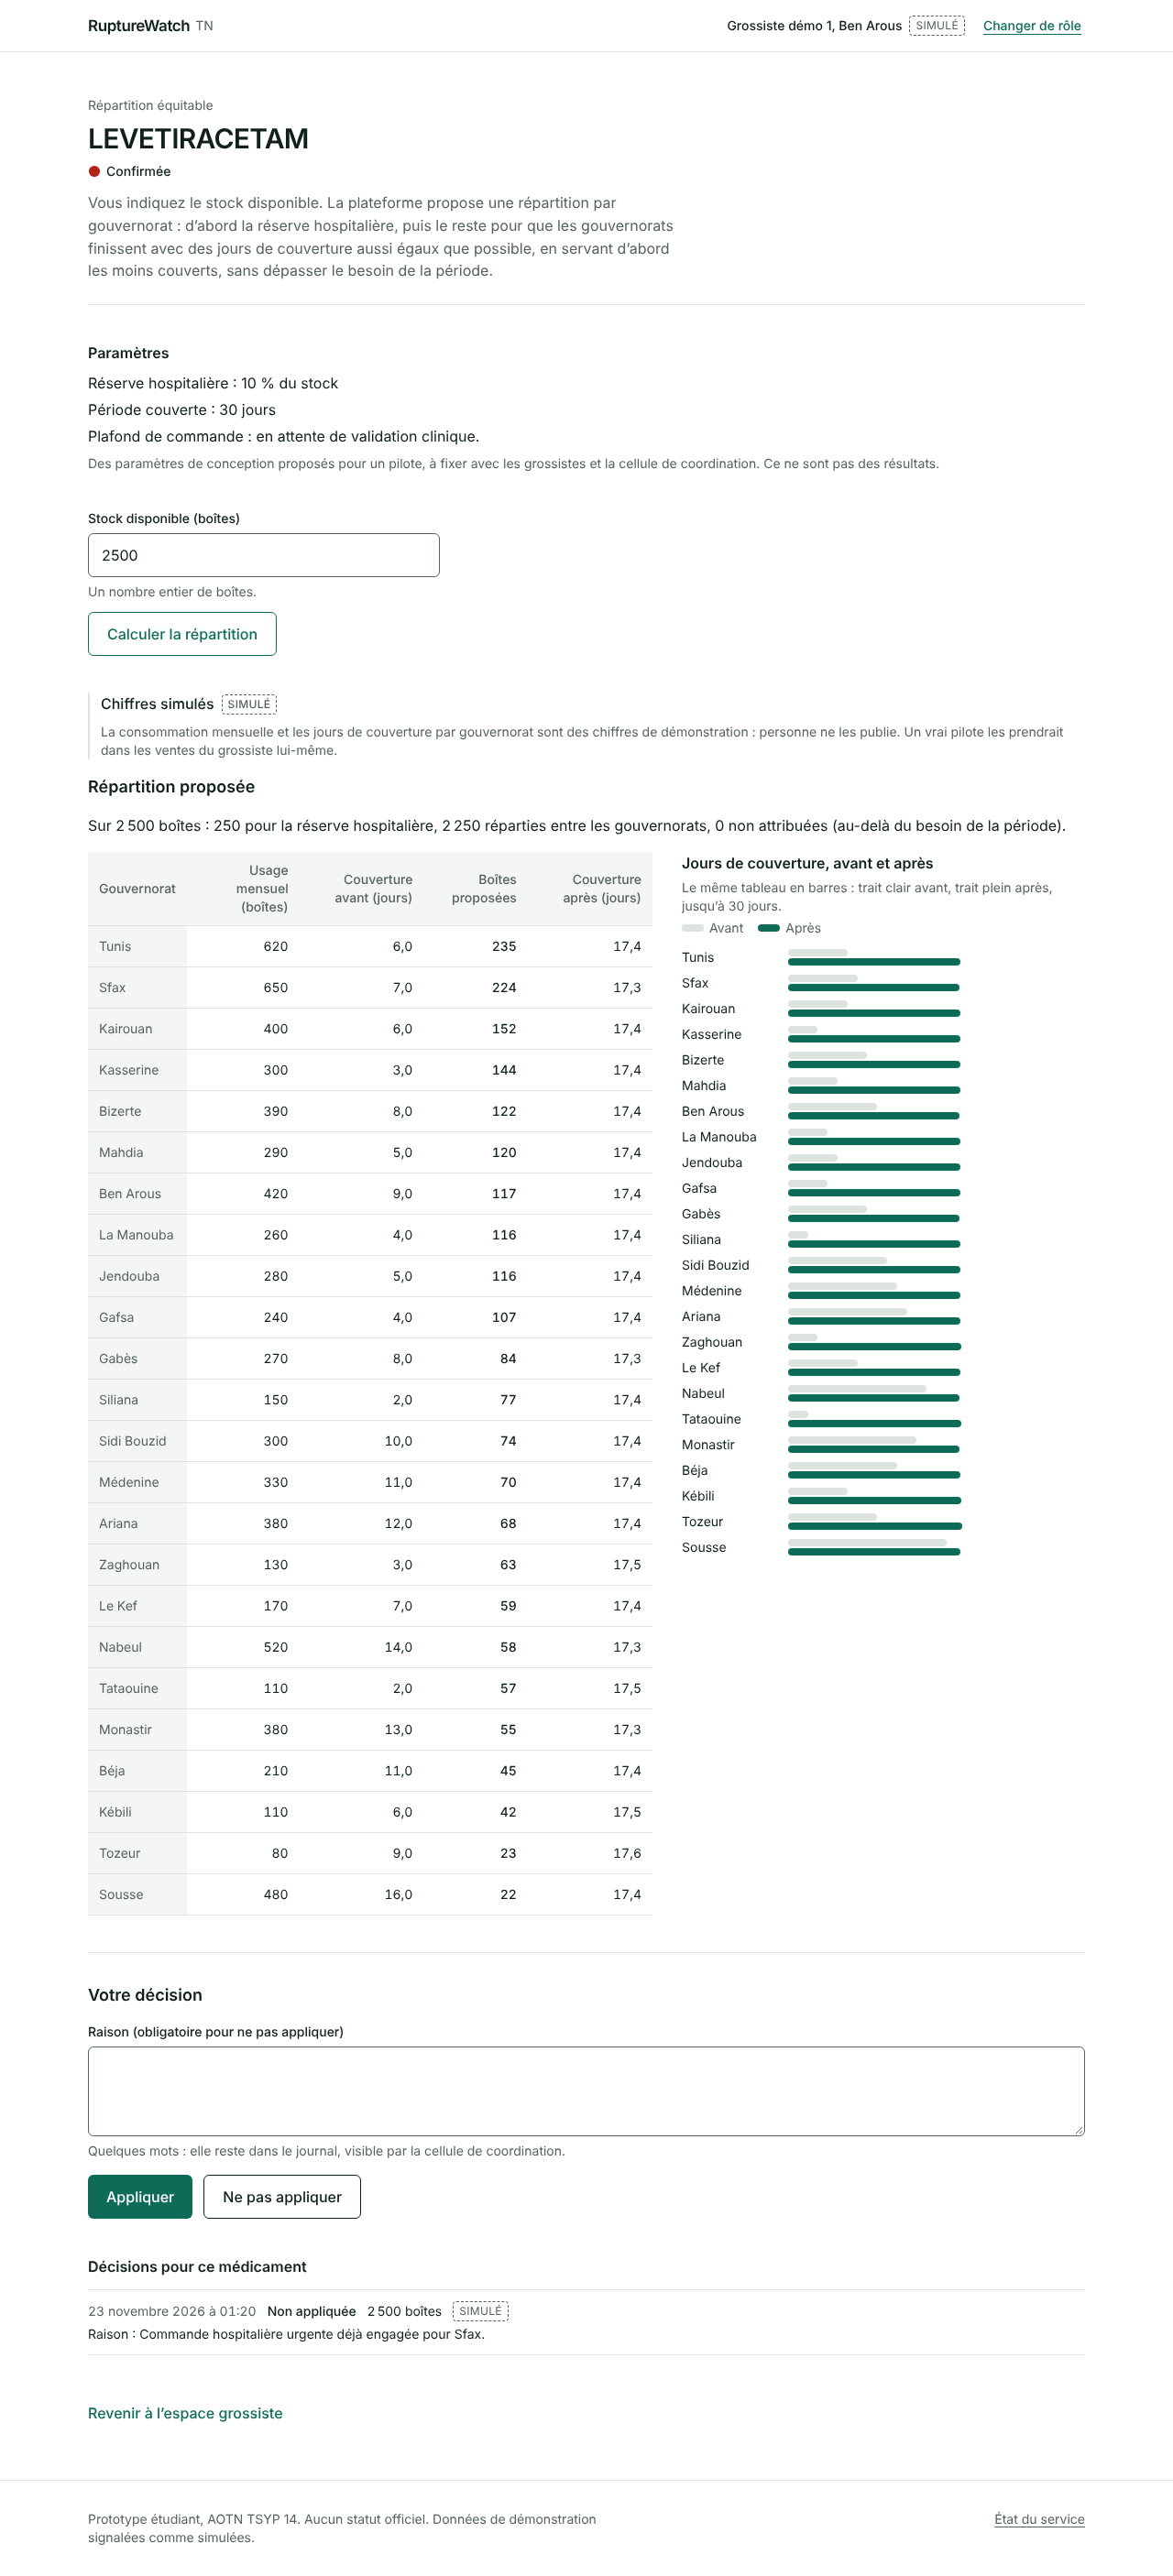 RuptureWatch TN
Grossiste démo 1, Ben Arous SIMULÉ Changer de rôle
Répartition équitable
LEVETIRACETAM
Confirmée
Vous indiquez le stock disponible. La plateforme propose une répartition par
gouvernorat : d’abord la réserve hospitalière, puis le reste pour que les gouvernorats
finissent avec des jours de couverture aussi égaux que possible, en servant d’abord
les moins couverts, sans dépasser le besoin de la période.
Paramètres
Réserve hospitalière : 10 % du stock
Période couverte : 30 jours
Plafond de commande : en attente de validation clinique.
Des paramètres de conception proposés pour un pilote, à fixer avec les grossistes et la cellule de coordination. Ce ne sont pas des résultats.
Stock disponible (boîtes)
2500
Un nombre entier de boîtes.
Calculer la répartition
Chiffres simulés SIMULÉ
La consommation mensuelle et les jours de couverture par gouvernorat sont des chiffres de démonstration : personne ne les publie. Un vrai pilote les prendrait
dans les ventes du grossiste lui-même.
Répartition proposée
Sur 2 500 boîtes : 250 pour la réserve hospitalière, 2 250 réparties entre les gouvernorats, 0 non attribuées (au-delà du besoin de la période).
Gouvernorat
Usage
mensuel
(boîtes)
Couverture
avant (jours)
Boîtes
proposées
Couverture
après (jours)
Tunis 620 6,0 235 17,4
Sfax 650 7,0 224 17,3
Kairouan 400 6,0 152 17,4
Kasserine 300 3,0 144 17,4
Bizerte 390 8,0 122 17,4
Mahdia 290 5,0 120 17,4
Ben Arous 420 9,0 117 17,4
La Manouba 260 4,0 116 17,4
Jendouba 280 5,0 116 17,4
Gafsa 240 4,0 107 17,4
Gabès 270 8,0 84 17,3
Siliana 150 2,0 77 17,4
Sidi Bouzid 300 10,0 74 17,4
Médenine 330 11,0 70 17,4
Ariana 380 12,0 68 17,4
Zaghouan 130 3,0 63 17,5
Le Kef 170 7,0 59 17,4
Nabeul 520 14,0 58 17,3
Tataouine 110 2,0 57 17,5
Monastir 380 13,0 55 17,3
Béja 210 11,0 45 17,4
Kébili 110 6,0 42 17,5
Tozeur 80 9,0 23 17,6
Sousse 480 16,0 22 17,4
Jours de couverture, avant et après
Le même tableau en barres : trait clair avant, trait plein après,
jusqu’à 30 jours.
Avant Après
Tunis
Sfax
Kairouan
Kasserine
Bizerte
Mahdia
Ben Arous
La Manouba
Jendouba
Gafsa
Gabès
Siliana
Sidi Bouzid
Médenine
Ariana
Zaghouan
Le Kef
Nabeul
Tataouine
Monastir
Béja
Kébili
Tozeur
Sousse
Votre décision
Raison (obligatoire pour ne pas appliquer)
Quelques mots : elle reste dans le journal, visible par la cellule de coordination.
Appliquer Ne pas appliquer
Décisions pour ce médicament
23 novembre 2026 à 01:20 Non appliquée 2 500 boîtes SIMULÉ
Raison : Commande hospitalière urgente déjà engagée pour Sfax.
Revenir à l’espace grossiste
Prototype étudiant, AOTN TSYP 14. Aucun statut officiel. Données de démonstration
signalées comme simulées.
État du service